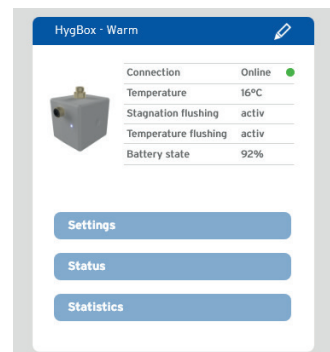 HygBox - Warm
Connection Online
Temperature 16°C
Stagnation flushing activ
Temperature flushing activ
Battery state 92%
Settings
Status
Statistics